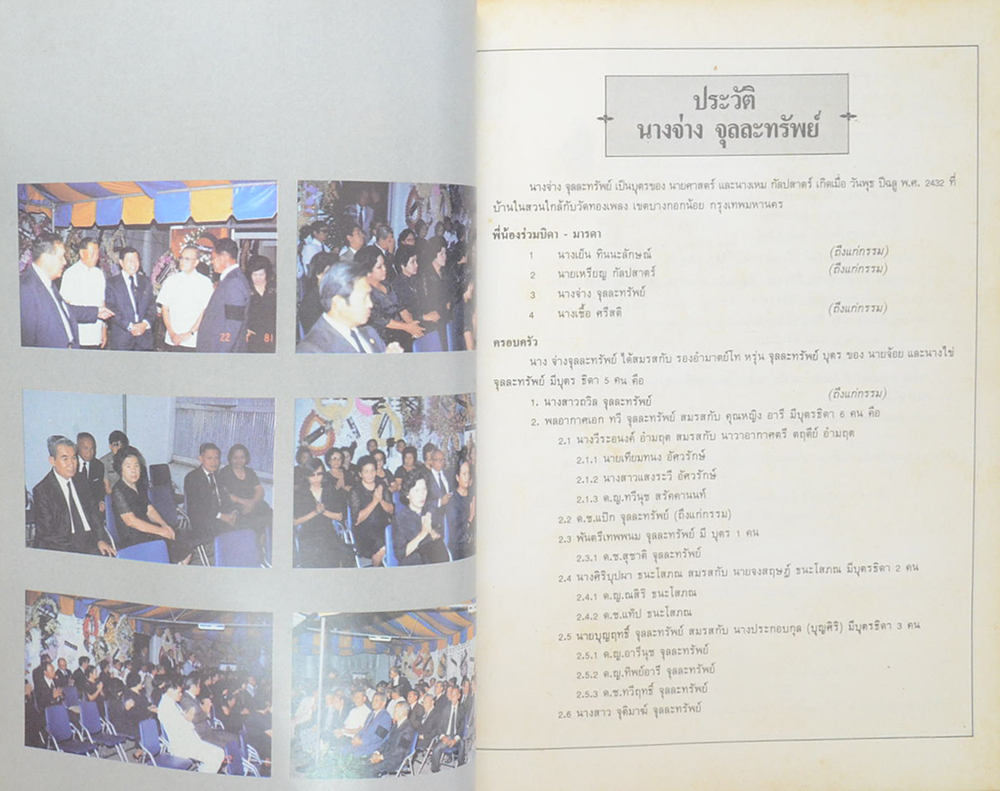 22 1 '81
ประวัติ
นางจ่าง จุลละทรัพย์
นางจ่าง จุลละทรัพย์ เป็นบุตรของ นายศาสตร์ และนางเหม กัลปสาตร์ เกิดเมื่อ วันพุธ ปีฉลู พ.ศ. 2432 ที่
บ้านในสวนใกล้กับวัดทองเพลง เขตบางกอกน้อย กรุงเทพมหานคร
พี่น้องร่วมบิดา - มารดา
1 นางเย็น ทินนะลักษณ์ (ถึงแก่กรรม)
2 นายเหรียญ กัลปสาตร์ (ถึงแก่กรรม)
3 นางจ่าง จุลละทรัพย์
4 นางเชื้อ ศรีสติ (ถึงแก่กรรม)
ครอบครัว
นาง จ่างจุลละทรัพย์ ได้สมรสกับ รองอำมาตย์โท หรุ่น จุลละทรัพย์ บุตร ของ นายจ้อย และนางไข่
จุลละทรัพย์ มีบุตร ธิดา 5 คน คือ
1. นางสาวถวิล จุลละทรัพย์ (ถึงแก่กรรม)
2. พลอากาศเอก ทวี จุลละทรัพย์ สมรสกับ คุณหญิง อารี มีบุตรธิดา 6 คน คือ
2.1 นางวีระอนงค์ อำมฤต สมรสกับ นาวาอากาศตรี ตฤตีย์ อำมฤต
2.1.1 นายเทียมทนง อัศวรักษ์
2.1.2 นางสาวแสงระวี อัศวรักษ์
2.1.3 ด.ญ.ทวีนุช สรัคคานนท์
2.2 ด.ช.แป๊ก จุลละทรัพย์ (ถึงแก่กรรม)
2.3 พันตรีเทพพนม จุลละทรัพย์ มี บุตร 1 คน
2.3.1 ด.ช.สุชาติ จุลละทรัพย์
2.4 นางศิริบุปผา ธนะโสภณ สมรสกับ นายจงสฤษฎ์ ธนะโสภณ มีบุตรธิดา 2 คน
2.4.1 ด.ญ.ณสิริ ธนะโสภณ
2.4.2 ด.ช.แท๊ป ธนะโสภณ
2.5 นายบุญฤทธิ์ จุลละทรัพย์ สมรสกับ นางประกอบกุล (บุญศิริ) มีบุตรธิดา 3 คน
2.5.1 ด.ญ.อารีนุช จุลละทรัพย์
2.5.2 ด.ญ.ทิพย์อารี จุลละทรัพย์
2.5.3 ด.ช.ทวีฤทธิ์ จุลละทรัพย์
2.6 นางสาว จุติมาฆ์ จุลละทรัพย์